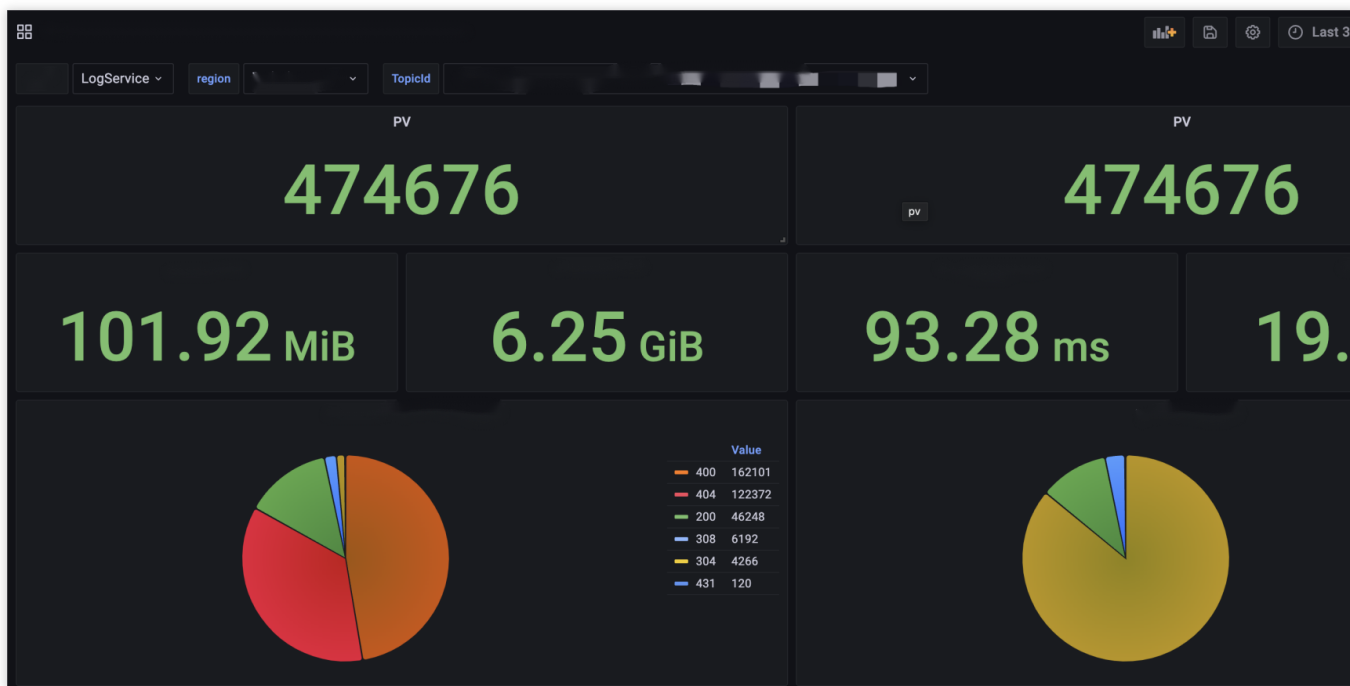 Last 3
LogService region TopicId
PV PV
474676 474676
pv
101.92 MiB 6.25 GiB 93.28 ms 19.
Value
400 162101
404 122372
200 46248
308 6192
304 4266
431 120